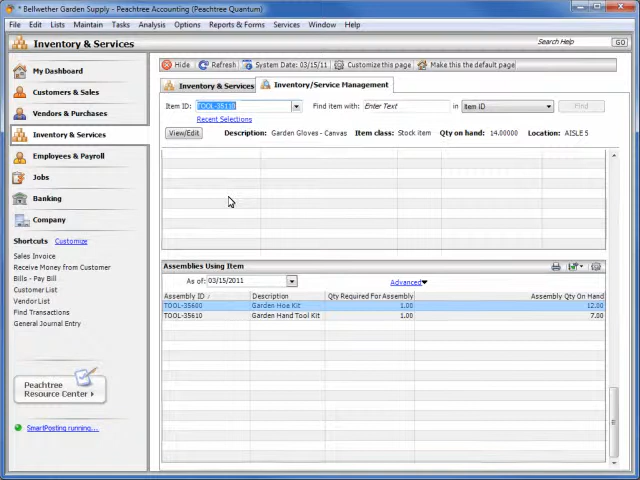 * Bellwether Garden Supply - Peachtree Accounting (Peachtree Quantum)
File Edit Lists Maintain Tasks Analysis Options Reports & Forms Services Window Help
Inventory & Services
Search Help GO
Hide Refresh System Date: 03/15/11 Customize this page Make this the default page
My Dashboard
Customers & Sales
Vendors & Purchases
Inventory & Services
Employees & Payroll
Jobs
Banking
Company
Shortcuts Customize
Sales Invoice
Receive Money from Customer
Bills - Pay Bill
Customer List
Vendor List
Find Transactions
General Journal Entry
Peachtree
Resource Center
SmartPosting running...
Inventory & Services Inventory/Service Management
Item ID: TOOL-35110 Find item with: Enter Text in Item ID Find
Recent Selections
View/Edit Description: Garden Gloves - Canvas Item class: Stock item Qty on hand: 14.00000 Location: AISLE 5
Assemblies Using Item
As of: 03/15/2011 Advanced
Assembly ID / Description Qty Required For Assembly Assembly Qty On Hand
TOOL-35600 Garden Hoe Kit 1.00 12.00
TOOL-35610 Garden Hand Tool Kit 1.00 7.00